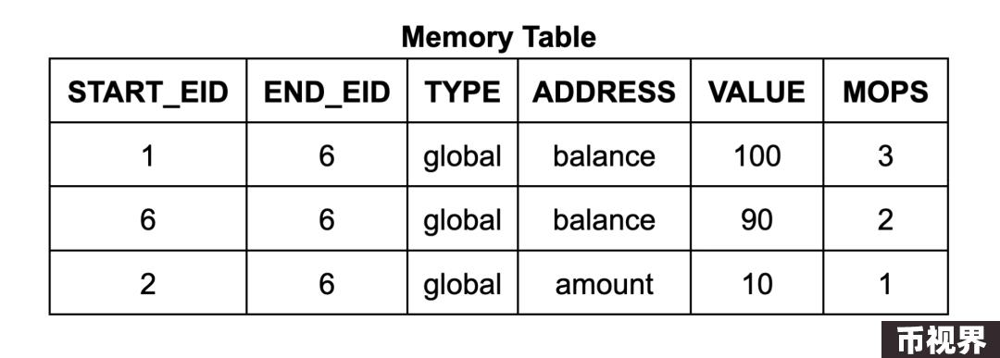 Memory Table
START_EID END_EID TYPE ADDRESS VALUE MOPS
1 6 global balance 100 3
6 6 global balance 90 2
2 6 global amount 10 1
币视界